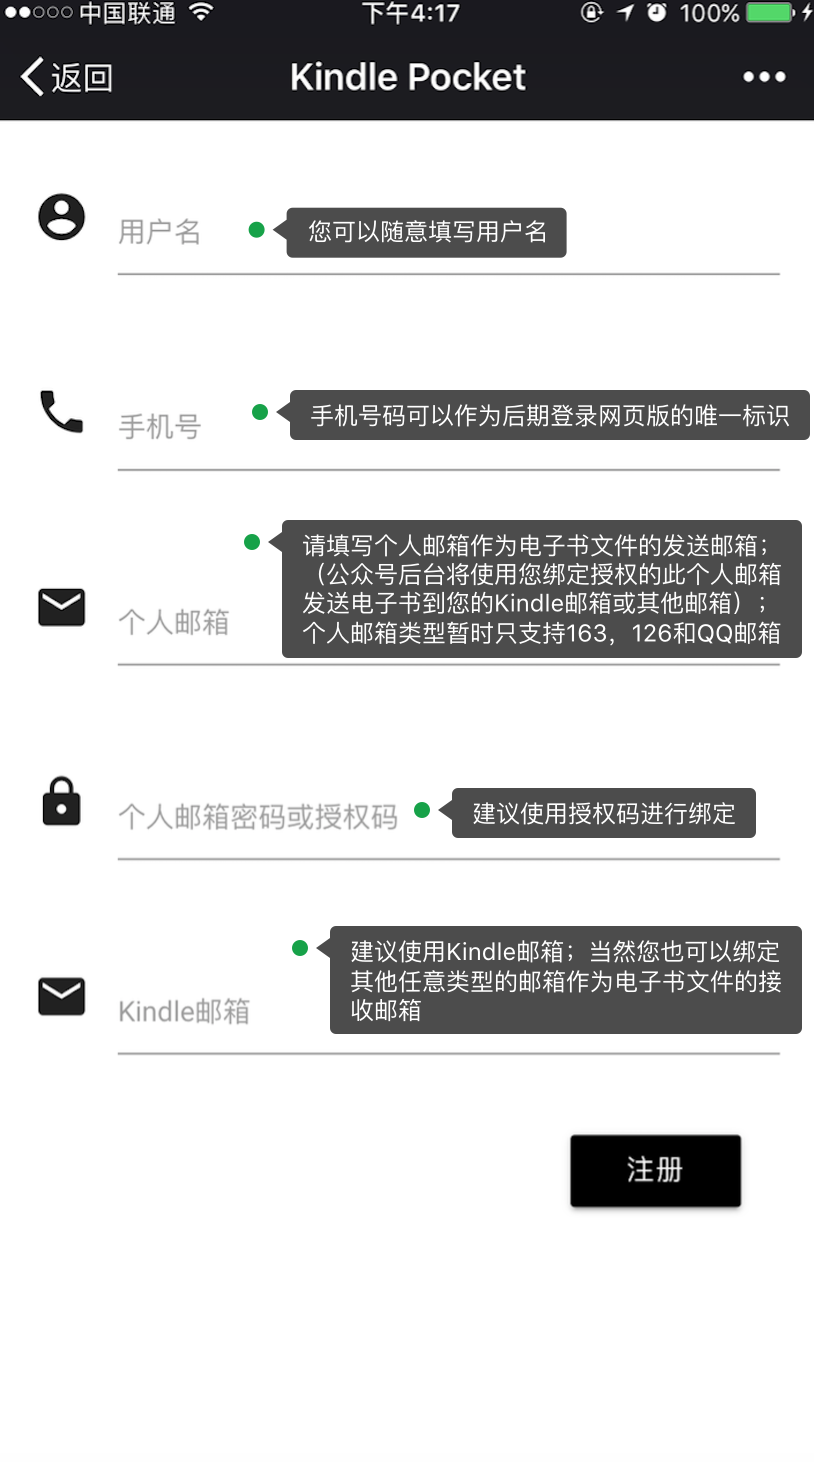 中国联通 下午4:17 100%
返回 Kindle Pocket
用户名 您可以随意填写用户名
手机号 手机号码可以作为后期登录网页版的唯一标识
请填写个人邮箱作为电子书文件的发送邮箱；
（公众号后台将使用您绑定授权的此个人邮箱
发送电子书到您的Kindle邮箱或其他邮箱）；
个人邮箱类型暂时只支持163，126和QQ邮箱
个人邮箱
个人邮箱密码或授权码 建议使用授权码进行绑定
建议使用Kindle邮箱；当然您也可以绑定
其他任意类型的邮箱作为电子书文件的接
收邮箱
Kindle邮箱
注册